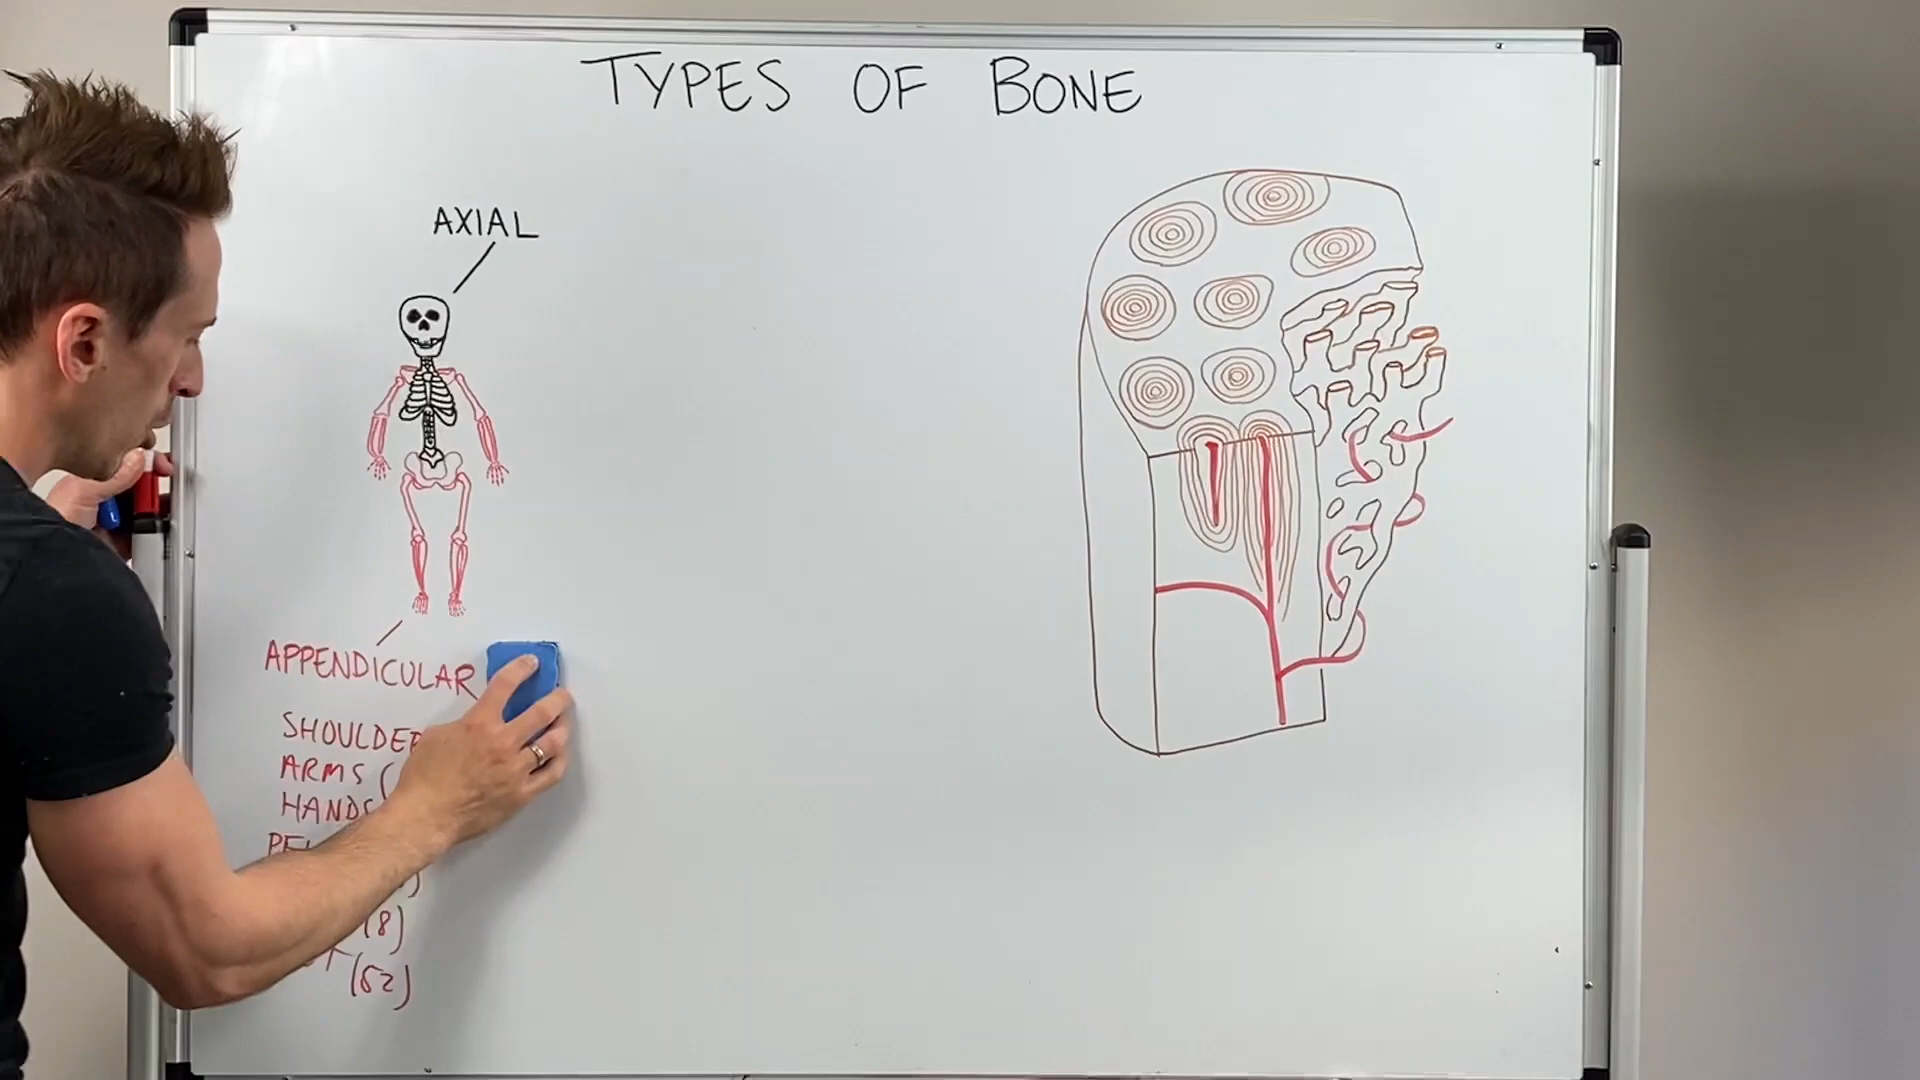 TYPES OF BONE
AXIAL
APPENDICULAR
SHOULDER
ARMS (
HANDS
(8)
(52)